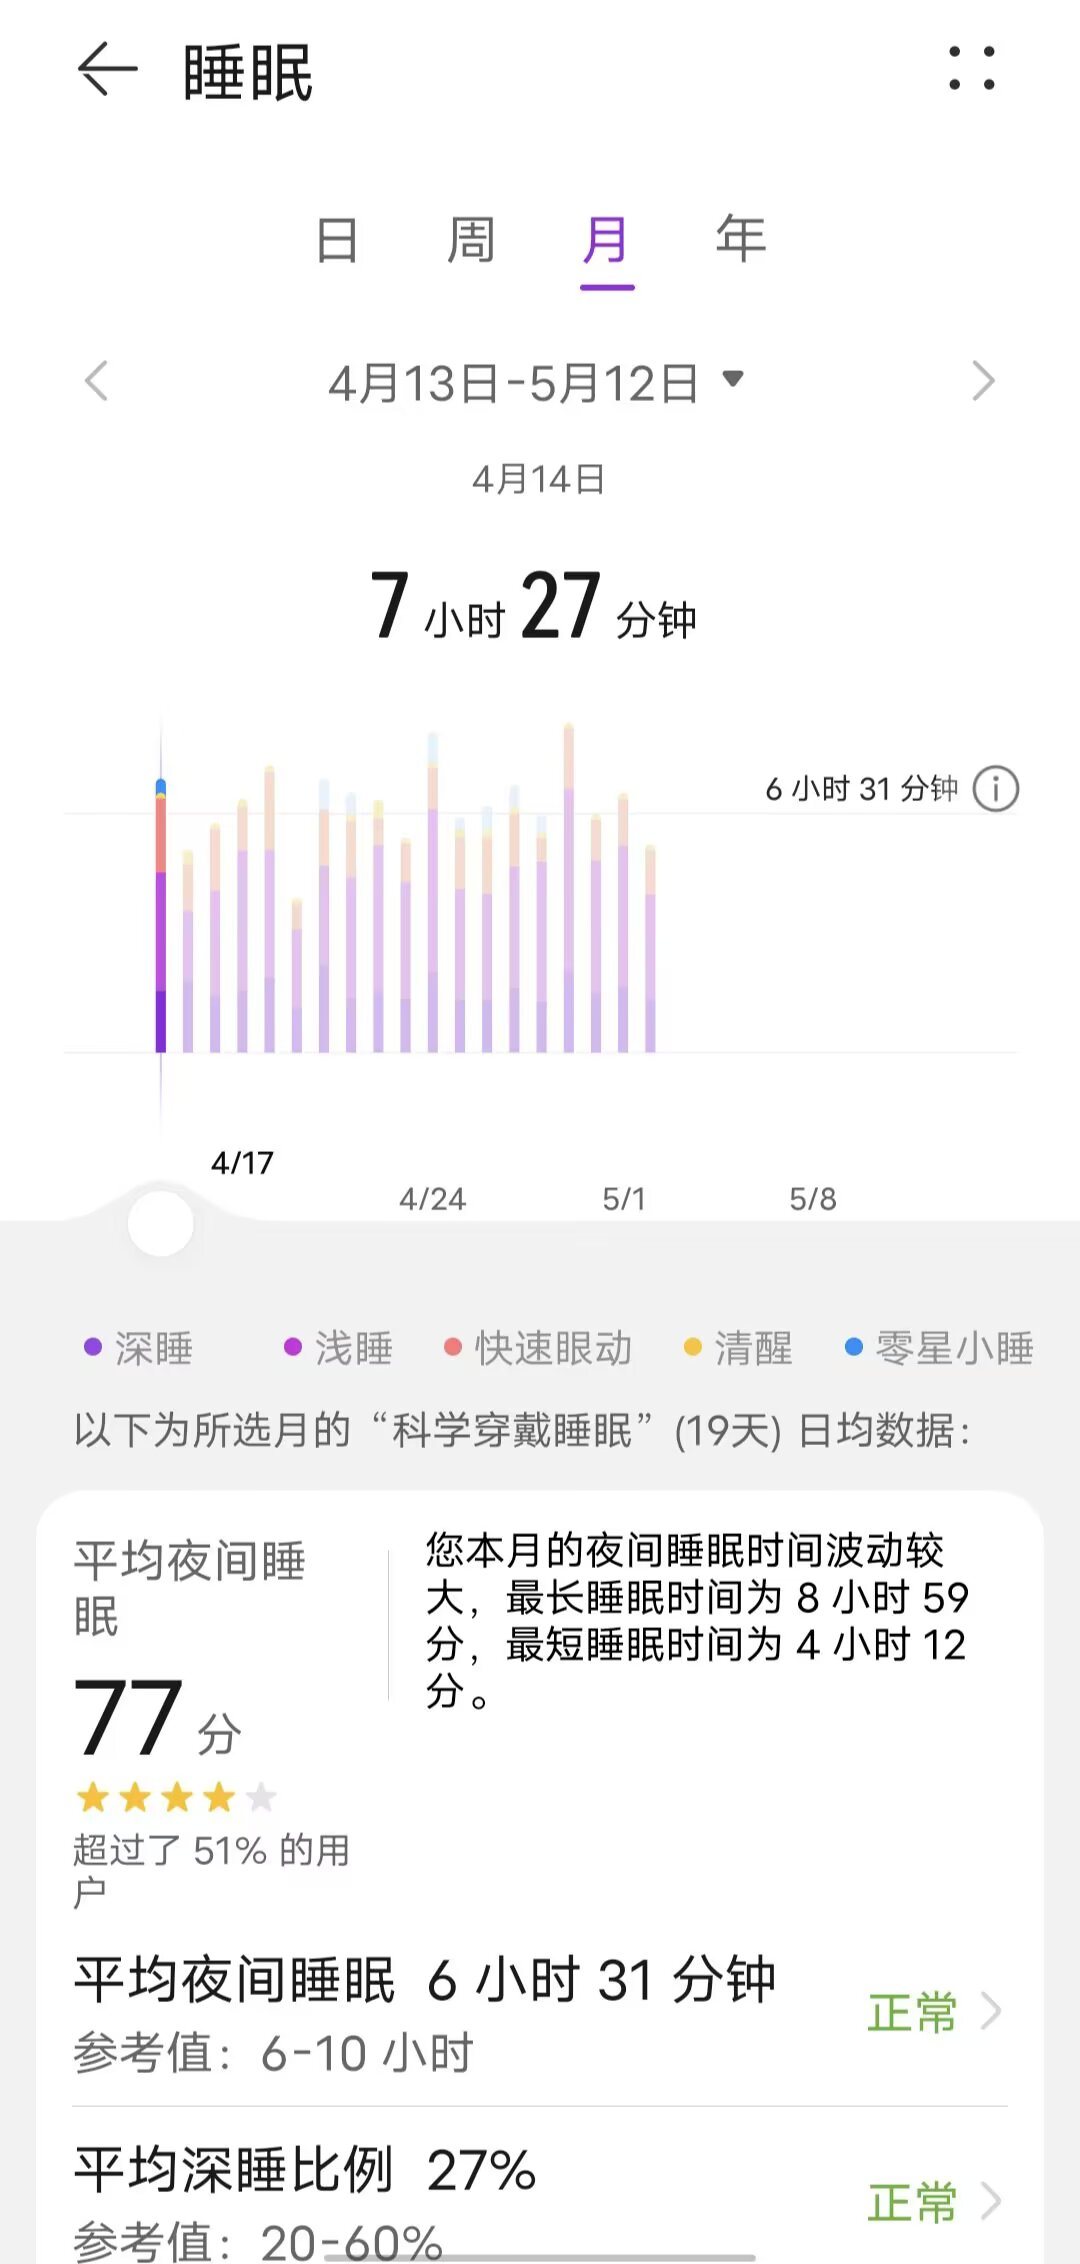 睡眠
日 周 月 年
4月13日-5月12日
4月14日
7 小时 27 分钟
6 小时 31 分钟
4/17
4/24 5/1 5/8
深睡 浅睡 快速眼动 清醒 零星小睡
以下为所选月的“科学穿戴睡眠”(19天) 日均数据：
平均夜间睡
眠
77 分
超过了 51% 的用
户
您本月的夜间睡眠时间波动较
大，最长睡眠时间为 8 小时 59
分，最短睡眠时间为 4 小时 12
分。
平均夜间睡眠 6 小时 31 分钟
参考值：6-10 小时
正常
平均深睡比例 27%
参考值：20-60%
正常